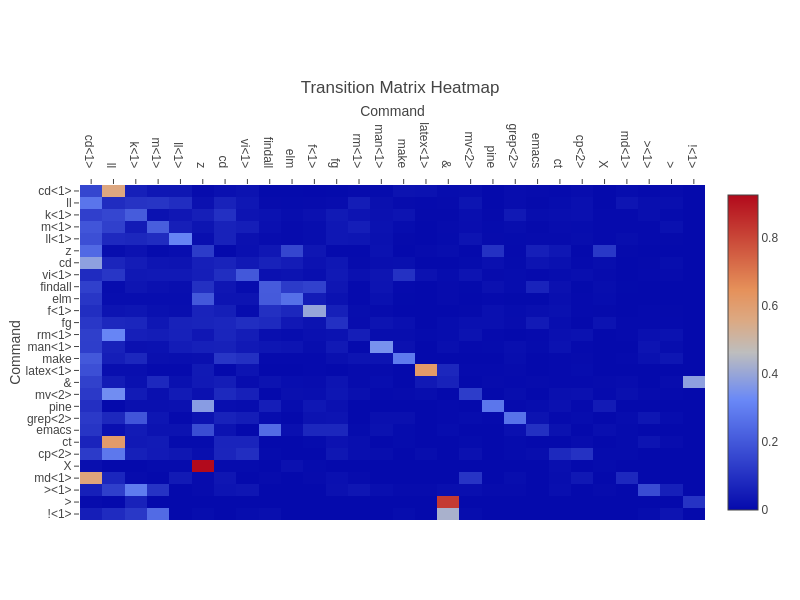 Transition Matrix Heatmap
Command
cd<1> ll k<1> m<1> ll<1> z cd vi<1> findall elm f<1> fg rm<1> man<1> make latex<1> & mv<2> pine grep<2> emacs ct cp<2> X md<1> ><1> > !<1>
Command
cd<1>
ll
k<1>
m<1>
ll<1>
z
cd
vi<1>
findall
elm
f<1>
fg
rm<1>
man<1>
make
latex<1>
&
mv<2>
pine
grep<2>
emacs
ct
cp<2>
X
md<1>
><1>
>
!<1>
0.8
0.6
0.4
0.2
0